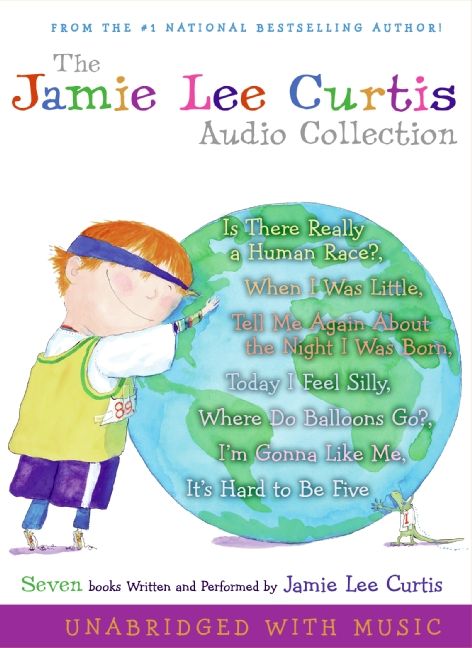 FROM THE #1 NATIONAL BESTSELLING AUTHOR!
The
Jamie Lee Curtis
Audio Collection
Is There Really
a Human Race?,
When I Was Little,
Tell Me Again About
the Night I Was Born,
Today I Feel Silly,
Where Do Balloons Go?,
I'm Gonna Like Me,
It's Hard to Be Five
89
1
Seven books Written and Performed by Jamie Lee Curtis
UNABRIDGED WITH MUSIC